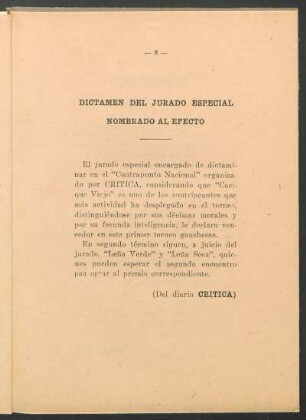 — 8 —
DICTAMEN DEL JURADO ESPECIAL
NOMBRADO AL EFECTO
El jurado especial encargado de dictami-
nar en el "Contrapunto Nacional" organiza-
do por CRITICA, considerando que "Caci-
que Viejo" es uno de los contrincantes que
más actividad ha desplegado en el torneo,
distinguiéndose por sus décimas morales y
por su fecunda inteligencia, le declara ven-
cedor en este primer torneo gauchesco.
En segundo término siguen, a juicio del
jurado, "Leña Verde" y "Leña Seca", quie-
nes pueden esperar el segundo encuentro
para optar al premio correspondiente.
(Del diario CRITICA)